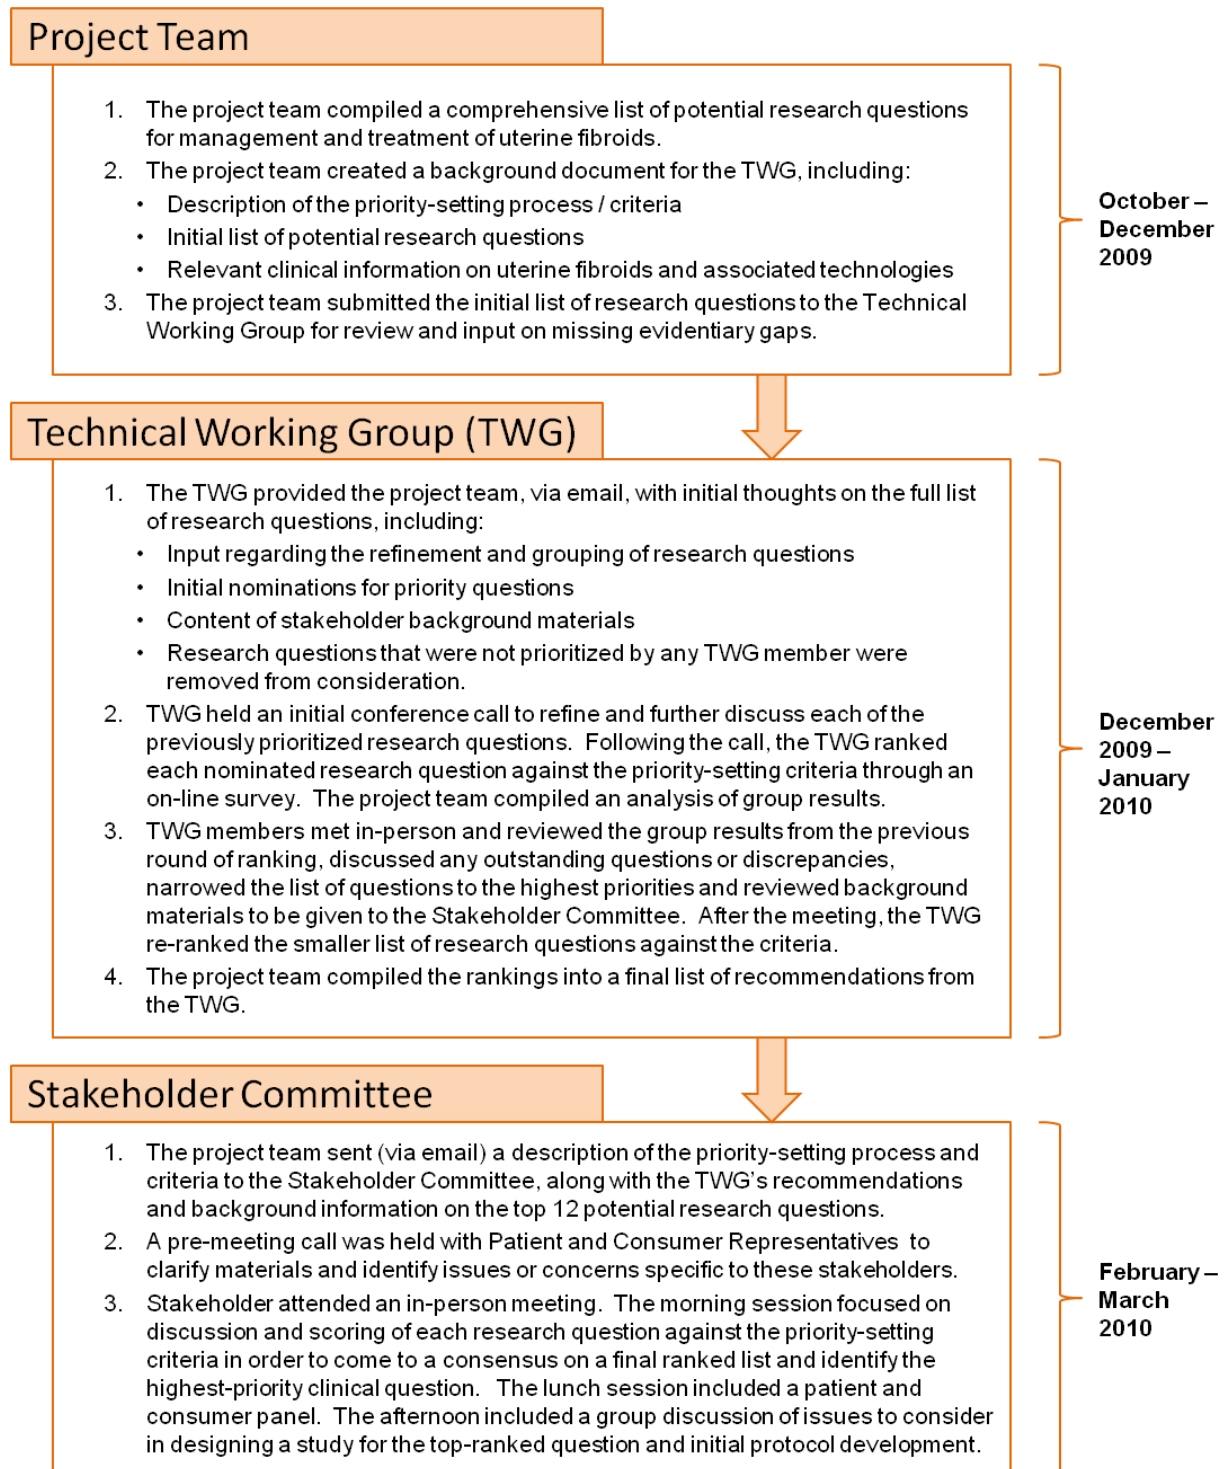 Project Team
1. The project team compiled a comprehensive list of potential research questions
for management and treatment of uterine fibroids.
2. The project team created a background document for the TWG, including:
• Description of the priority-setting process / criteria
• Initial list of potential research questions
• Relevant clinical information on uterine fibroids and associated technologies
3. The project team submitted the initial list of research questions to the Technical
Working Group for review and input on missing evidentiary gaps.
October –
December
2009
Technical Working Group (TWG)
1. The TWG provided the project team, via email, with initial thoughts on the full list
of research questions, including:
• Input regarding the refinement and grouping of research questions
• Initial nominations for priority questions
• Content of stakeholder background materials
• Research questions that were not prioritized by any TWG member were
removed from consideration.
2. TWG held an initial conference call to refine and further discuss each of the
previously prioritized research questions.  Following the call, the TWG ranked
each nominated research question against the priority-setting criteria through an
on-line survey.  The project team compiled an analysis of group results.
3. TWG members met in-person and reviewed the group results from the previous
round of ranking, discussed any outstanding questions or discrepancies,
narrowed the list of questions to the highest priorities and reviewed background
materials to be given to the Stakeholder Committee.  After the meeting, the TWG
re-ranked the smaller list of research questions against the criteria.
4. The project team compiled the rankings into a final list of recommendations from
the TWG.
December
2009 –
January
2010
Stakeholder Committee
1. The project team sent (via email) a description of the priority-setting process and
criteria to the Stakeholder Committee, along with the TWG's recommendations
and background information on the top 12 potential research questions.
2. A pre-meeting call was held with Patient and Consumer Representatives  to
clarify materials and identify issues or concerns specific to these stakeholders.
3. Stakeholder attended an in-person meeting.  The morning session focused on
discussion and scoring of each research question against the priority-setting
criteria in order to come to a consensus on a final ranked list and identify the
highest-priority clinical question.   The lunch session included a patient and
consumer panel.  The afternoon included a group discussion of issues to consider
in designing a study for the top-ranked question and initial protocol development.
February –
March
2010